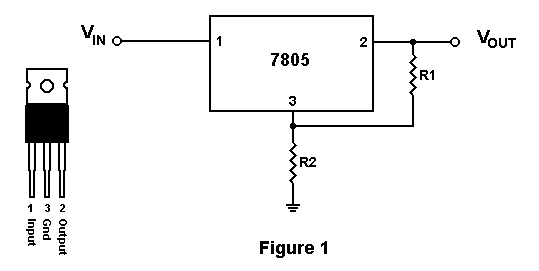 VIN
1
7805
2
VOUT
R1
3
R2
1 3 2
Input
Gnd
Output
Figure 1